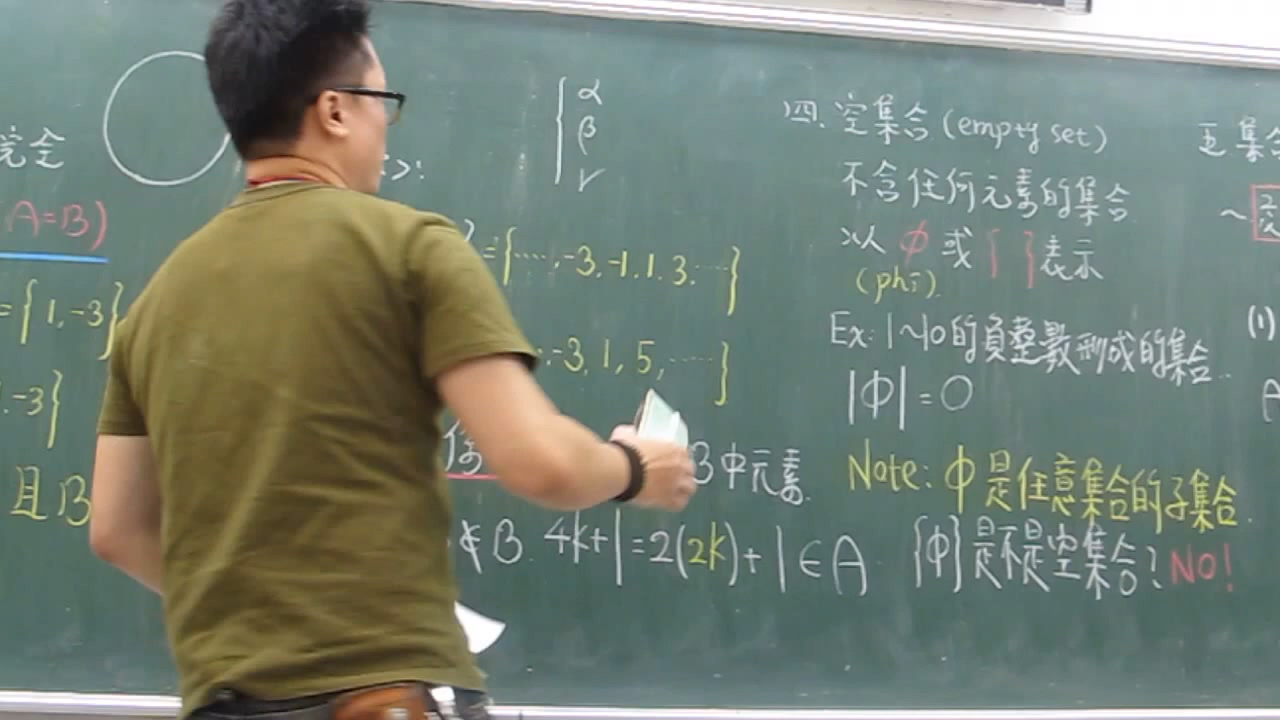 完全
A=B)
={1,-3}
,-3}
且B
α
β
r
={……,-3,-1,1,3,……}
-3,1,5,……}
B中元素.
∉B. 4k+1=2(2k)+1∈A
四. 空集合(empty set)
不含任何元素的集合
以 ϕ 或 { } 表示
(phi).
Ex: 1~10的負整數形成的集合..
|ϕ|=0
Note: ϕ是任意集合的子集合.
{ϕ}是不是空集合? NO!
五 集合
~
(1)
A